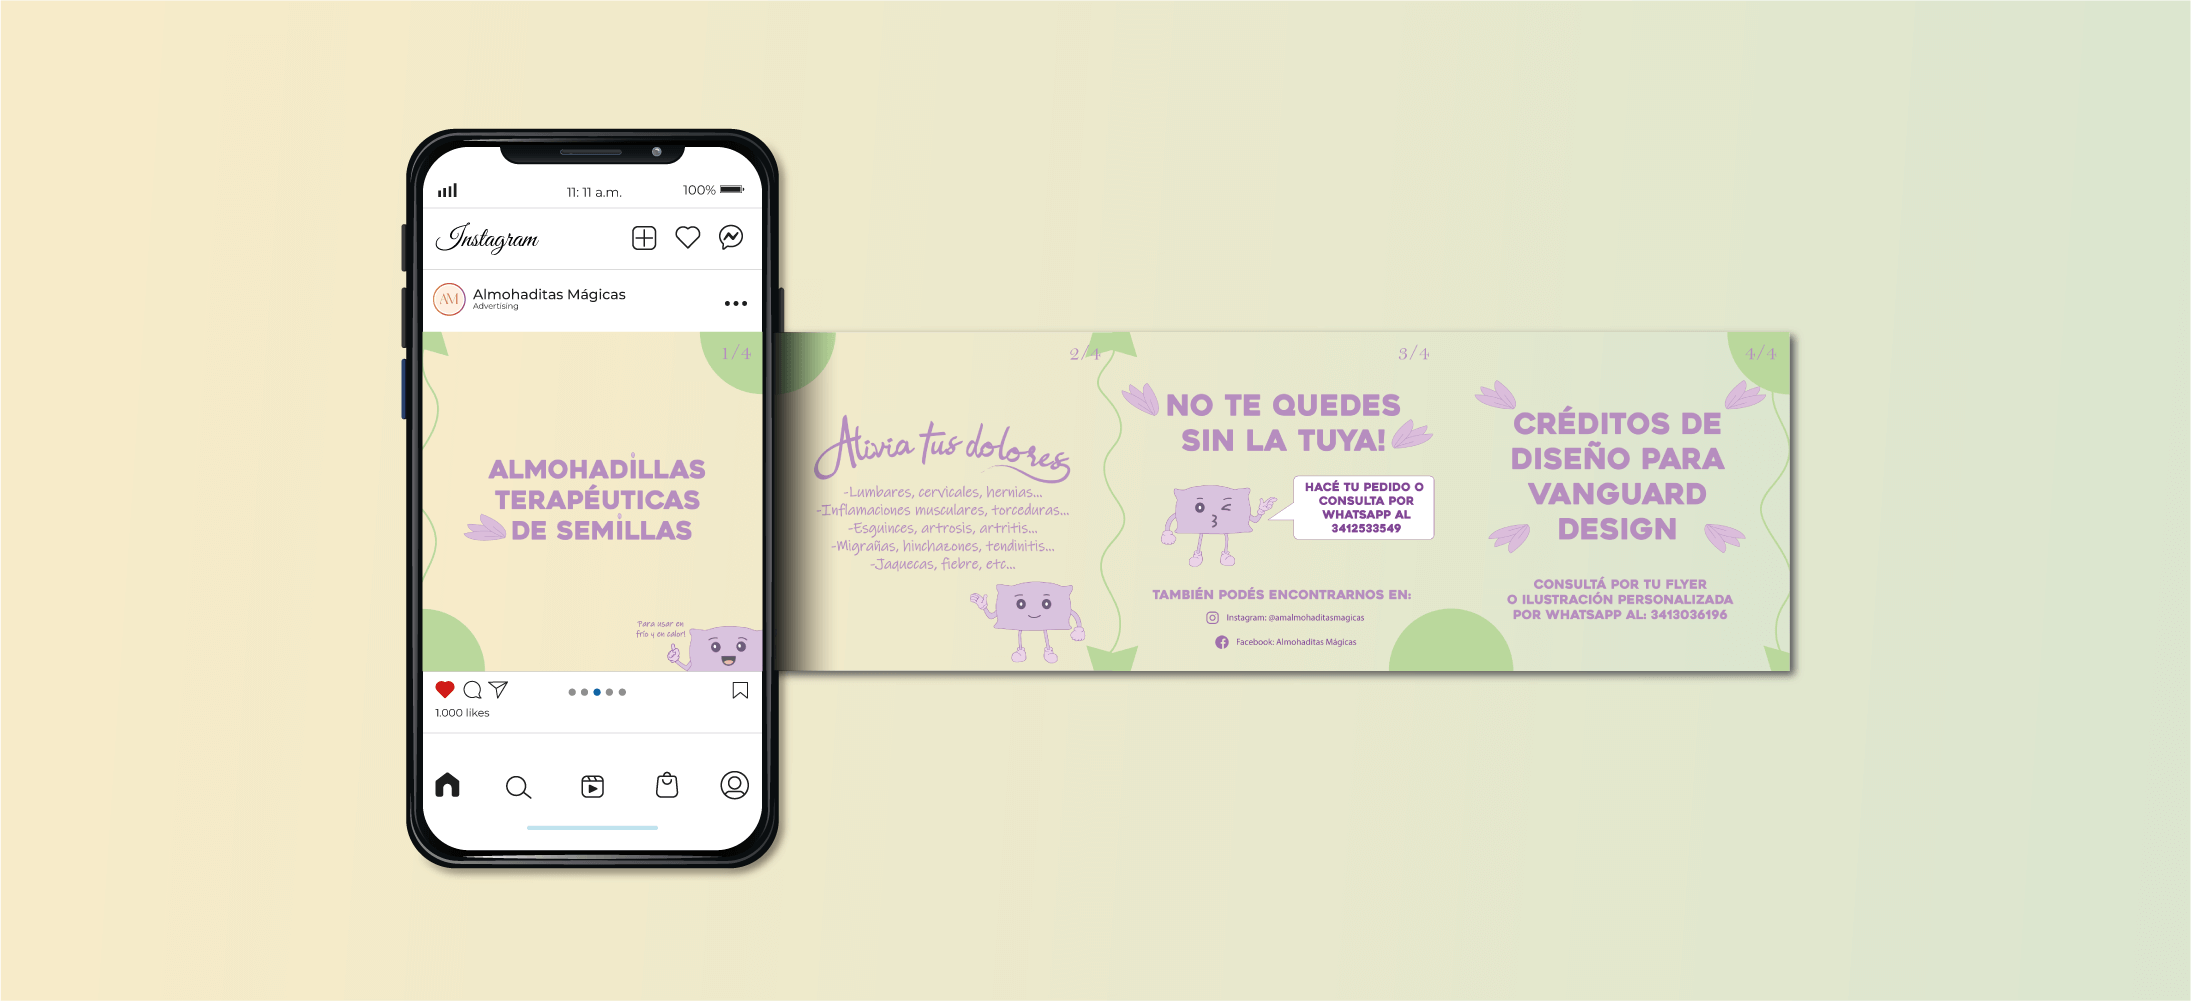 11: 11 a.m.
100%
Instagram
AM
Almohaditas Mágicas
Advertising
1/4
ALMOHADILLAS
TERAPÉUTICAS
DE SEMILLAS
Para usar en
frío y en calor!
1.000 likes
2/4
Alivia tus dolores
-Lumbares, cervicales, hernias...
-Inflamaciones musculares, torceduras...
-Esguinces, artrosis, artritis...
-Migrañas, hinchazones, tendinitis...
-Jaquecas, fiebre, etc...
3/4
NO TE QUEDES
SIN LA TUYA!
HACÉ TU PEDIDO O
CONSULTA POR
WHATSAPP AL
3412533549
TAMBIÉN PODÉS ENCONTRARNOS EN:
Instagram: @amalmohaditasmagicas
Facebook: Almohaditas Mágicas
4/4
CRÉDITOS DE
DISEÑO PARA
VANGUARD
DESIGN
CONSULTÁ POR TU FLYER
O ILUSTRACIÓN PERSONALIZADA
POR WHATSAPP AL: 3413036196